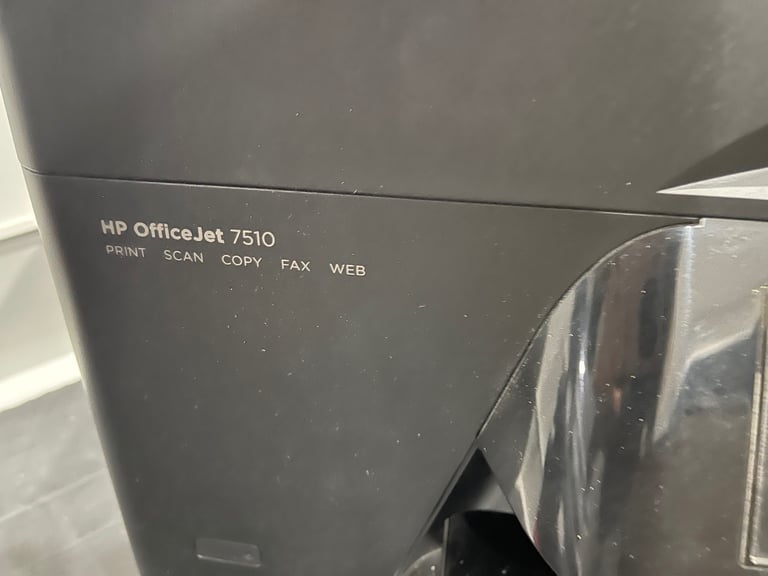 HP OfficeJet 7510
PRINT SCAN COPY FAX WEB